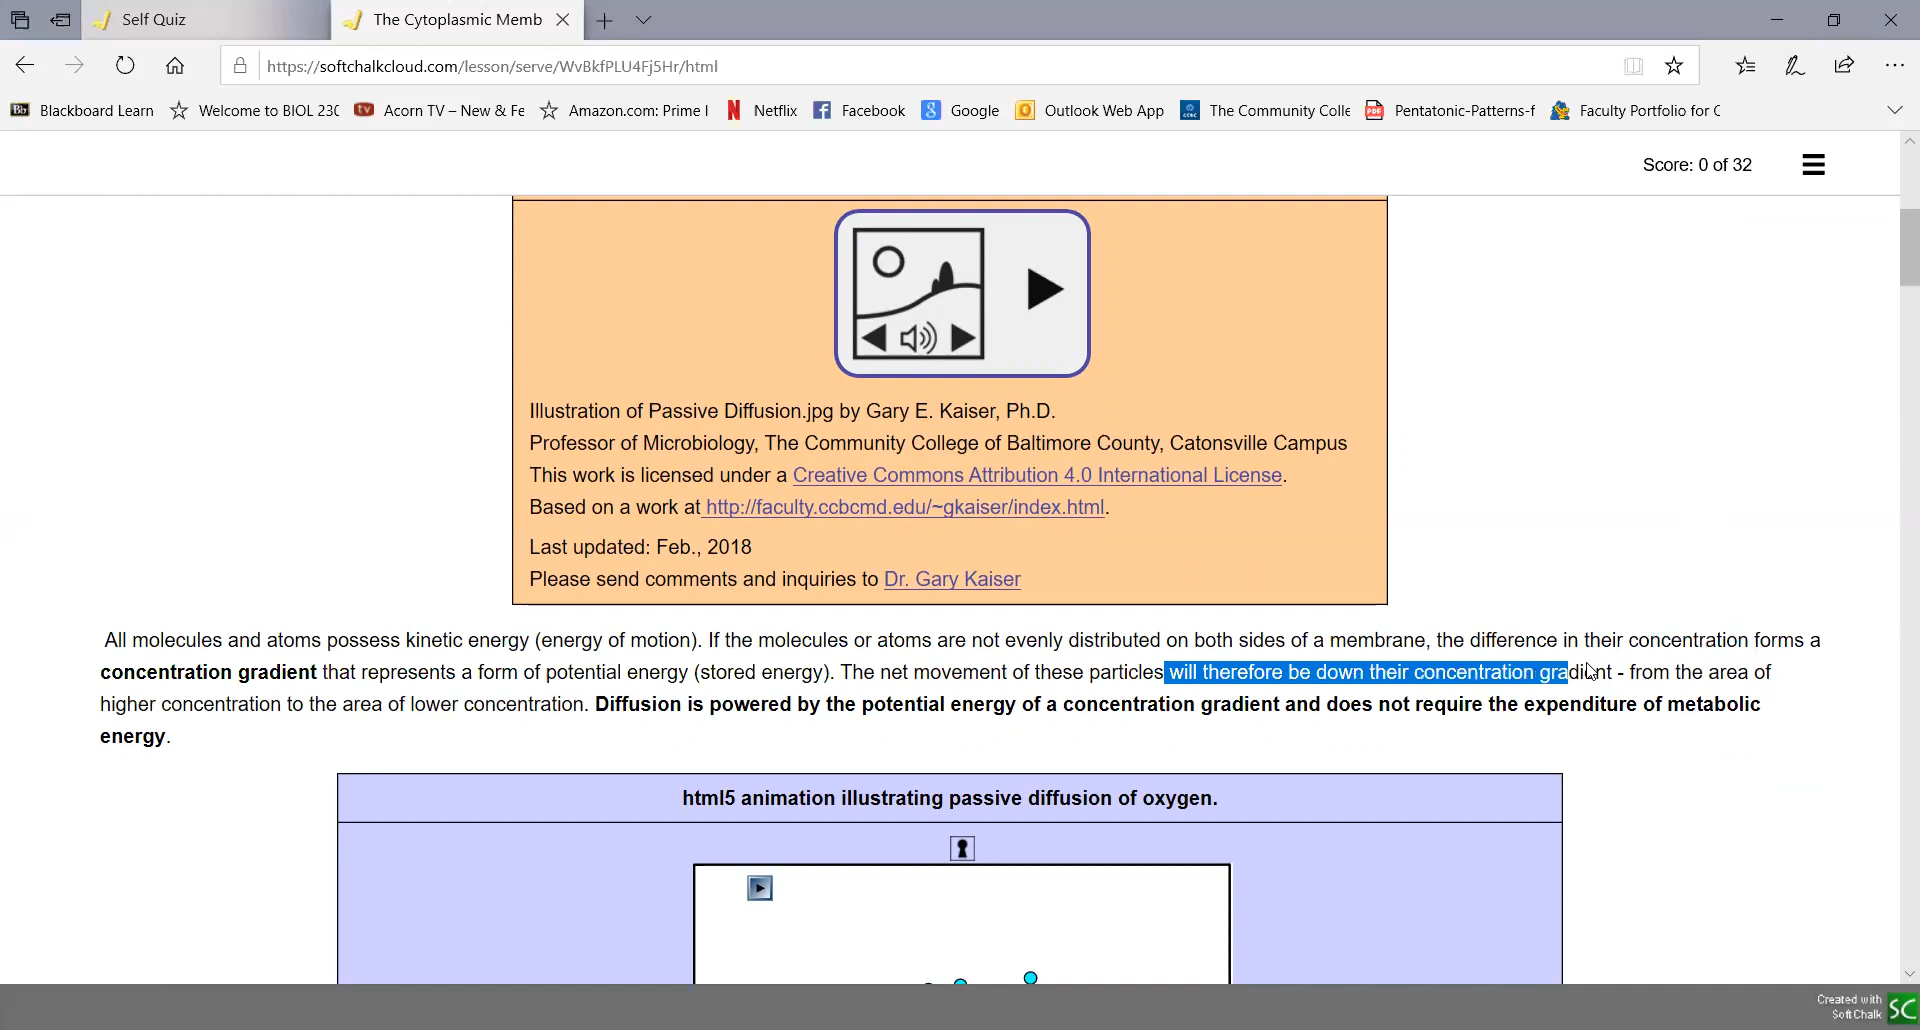 Self Quiz
The Cytoplasmic Memb
https://softchalkcloud.com/lesson/serve/WvBkfPLU4Fj5Hr/html
Bb Blackboard Learn Welcome to BIOL 230 tv Acorn TV – New & Fe Amazon.com: Prime I N Netflix f Facebook 8 Google O Outlook Web App CCBC The Community Colle PDF Pentatonic-Patterns-f Faculty Portfolio for C
Score: 0 of 32
Illustration of Passive Diffusion.jpg by Gary E. Kaiser, Ph.D.
Professor of Microbiology, The Community College of Baltimore County, Catonsville Campus
This work is licensed under a Creative Commons Attribution 4.0 International License.
Based on a work at http://faculty.ccbcmd.edu/~gkaiser/index.html.
Last updated: Feb., 2018
Please send comments and inquiries to Dr. Gary Kaiser
All molecules and atoms possess kinetic energy (energy of motion). If the molecules or atoms are not evenly distributed on both sides of a membrane, the difference in their concentration forms a
concentration gradient that represents a form of potential energy (stored energy). The net movement of these particles will therefore be down their concentration gradient - from the area of
higher concentration to the area of lower concentration. Diffusion is powered by the potential energy of a concentration gradient and does not require the expenditure of metabolic
energy.
html5 animation illustrating passive diffusion of oxygen.
Created with
SoftChalk SC